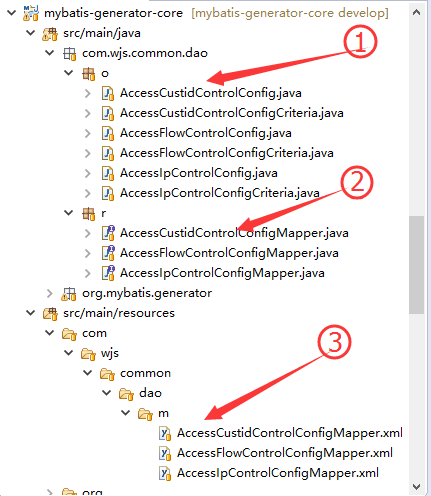 mybatis-generator-core [mybatis-generator-core develop]
src/main/java
com.wjs.common.dao
o
AccessCustidControlConfig.java
AccessCustidControlConfigCriteria.java
AccessFlowControlConfig.java
AccessFlowControlConfigCriteria.java
AccessIpControlConfig.java
AccessIpControlConfigCriteria.java
r
AccessCustidControlConfigMapper.java
AccessFlowControlConfigMapper.java
AccessIpControlConfigMapper.java
org.mybatis.generator
src/main/resources
com
wjs
common
dao
m
AccessCustidControlConfigMapper.xml
AccessFlowControlConfigMapper.xml
AccessIpControlConfigMapper.xml
org
1
2
3